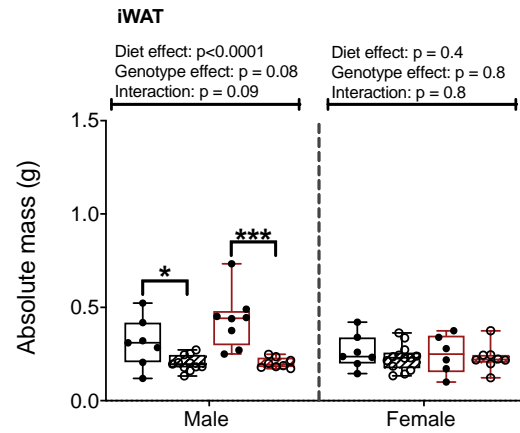 iWAT
Diet effect: p<0.0001
Genotype effect: p = 0.08
Interaction: p = 0.09
Diet effect: p = 0.4
Genotype effect: p = 0.8
Interaction: p = 0.8
Absolute mass (g)
1.5
1.0
0.5
0.0
*
***
Male
Female